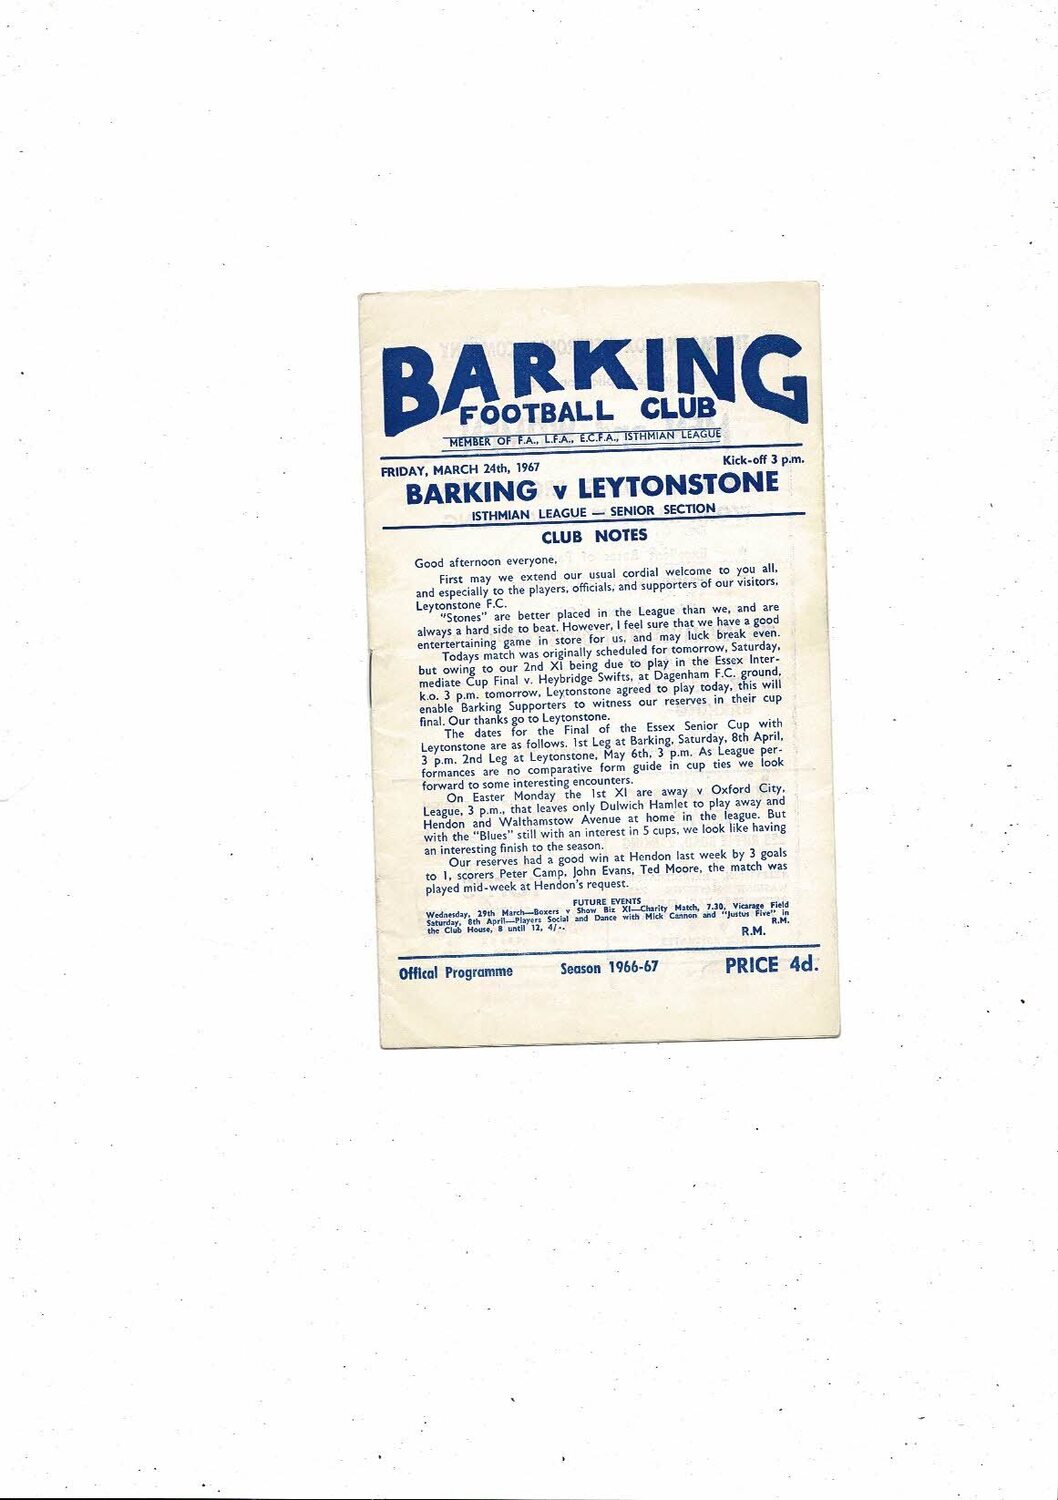 BARKING
FOOTBALL CLUB
MEMBER OF F.A., L.F.A., E.C.F.A., ISTHMIAN LEAGUE
FRIDAY, MARCH 24th, 1967 Kick-off 3 p.m.
BARKING v LEYTONSTONE
ISTHMIAN LEAGUE — SENIOR SECTION
CLUB NOTES
Good afternoon everyone,
First may we extend our usual cordial welcome to you all,
and especially to the players, officials, and supporters of our visitors,
Leytonstone F.C.
"Stones" are better placed in the League than we, and are
always a hard side to beat. However, I feel sure that we have a good
entertertaining game in store for us, and may luck break even.
Todays match was originally scheduled for tomorrow, Saturday,
but owing to our 2nd XI being due to play in the Essex Inter-
mediate Cup Final v. Heybridge Swifts, at Dagenham F.C. ground,
k.o. 3 p.m. tomorrow, Leytonstone agreed to play today, this will
enable Barking Supporters to witness our reserves in their cup
final. Our thanks go to Leytonstone.
The dates for the Final of the Essex Senior Cup with
Leytonstone are as follows. 1st Leg at Barking, Saturday, 8th April,
3 p.m. 2nd Leg at Leytonstone, May 6th, 3 p.m. As League per-
formances are no comparative form guide in cup ties we look
forward to some interesting encounters.
On Easter Monday the 1st XI are away v Oxford City,
League, 3 p.m., that leaves only Dulwich Hamlet to play away and
Hendon and Walthamstow Avenue at home in the league. But
with the "Blues" still with an interest in 5 cups, we look like having
an interesting finish to the season.
Our reserves had a good win at Hendon last week by 3 goals
to 1, scorers Peter Camp, John Evans, Ted Moore, the match was
played mid-week at Hendon's request.
FUTURE EVENTS
Wednesday, 29th March—Boxers v Show Biz XI—Charity Match, 7.30, Vicarage Field
Saturday, 8th April—Players Social and Dance with Mick Cannon and "Justus Five" in
the Club House, 8 until 12, 4/-. R.M.
R.M.
Offical Programme Season 1966-67 PRICE 4d.